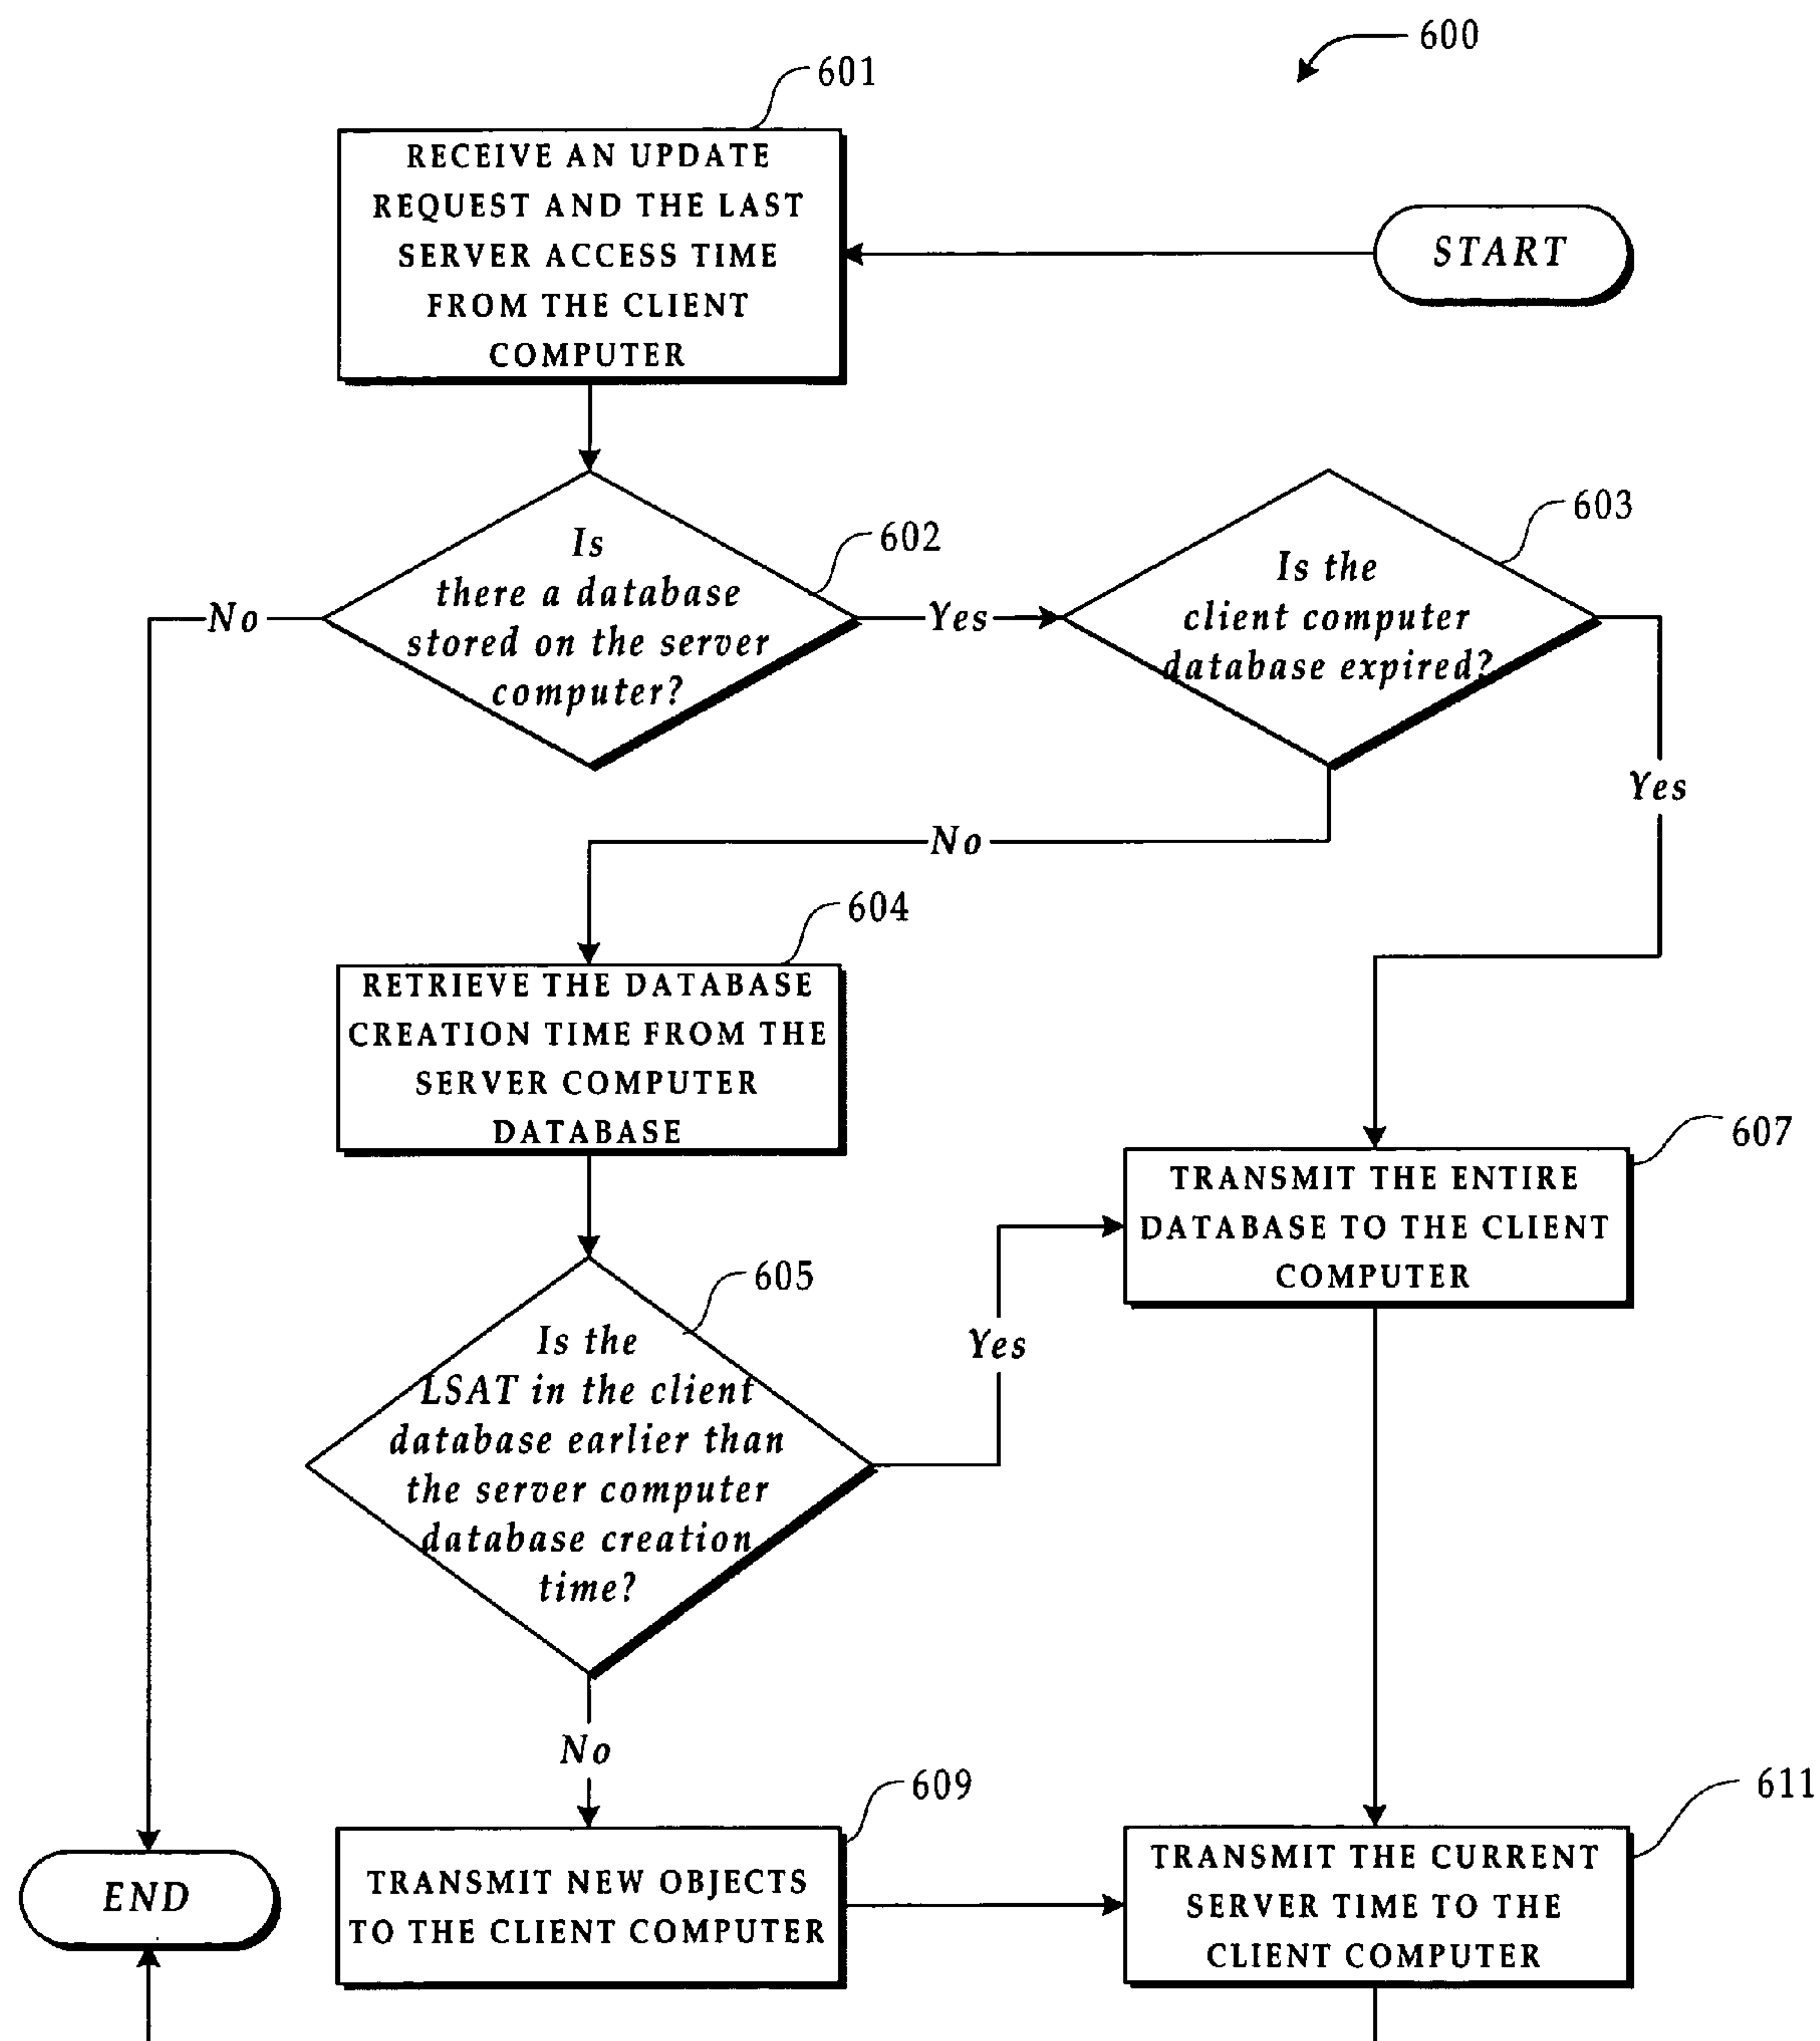 600
601
RECEIVE AN UPDATE
REQUEST AND THE LAST
SERVER ACCESS TIME
FROM THE CLIENT
COMPUTER
START
602
Is
there a database
stored on the server
computer?
No
Yes
603
Is the
client computer
database expired?
Yes
No
604
RETRIEVE THE DATABASE
CREATION TIME FROM THE
SERVER COMPUTER
DATABASE
607
TRANSMIT THE ENTIRE
DATABASE TO THE CLIENT
COMPUTER
605
Is the
LSAT in the client
database earlier than
the server computer
database creation
time?
Yes
No
609
TRANSMIT NEW OBJECTS
TO THE CLIENT COMPUTER
611
TRANSMIT THE CURRENT
SERVER TIME TO THE
CLIENT COMPUTER
END